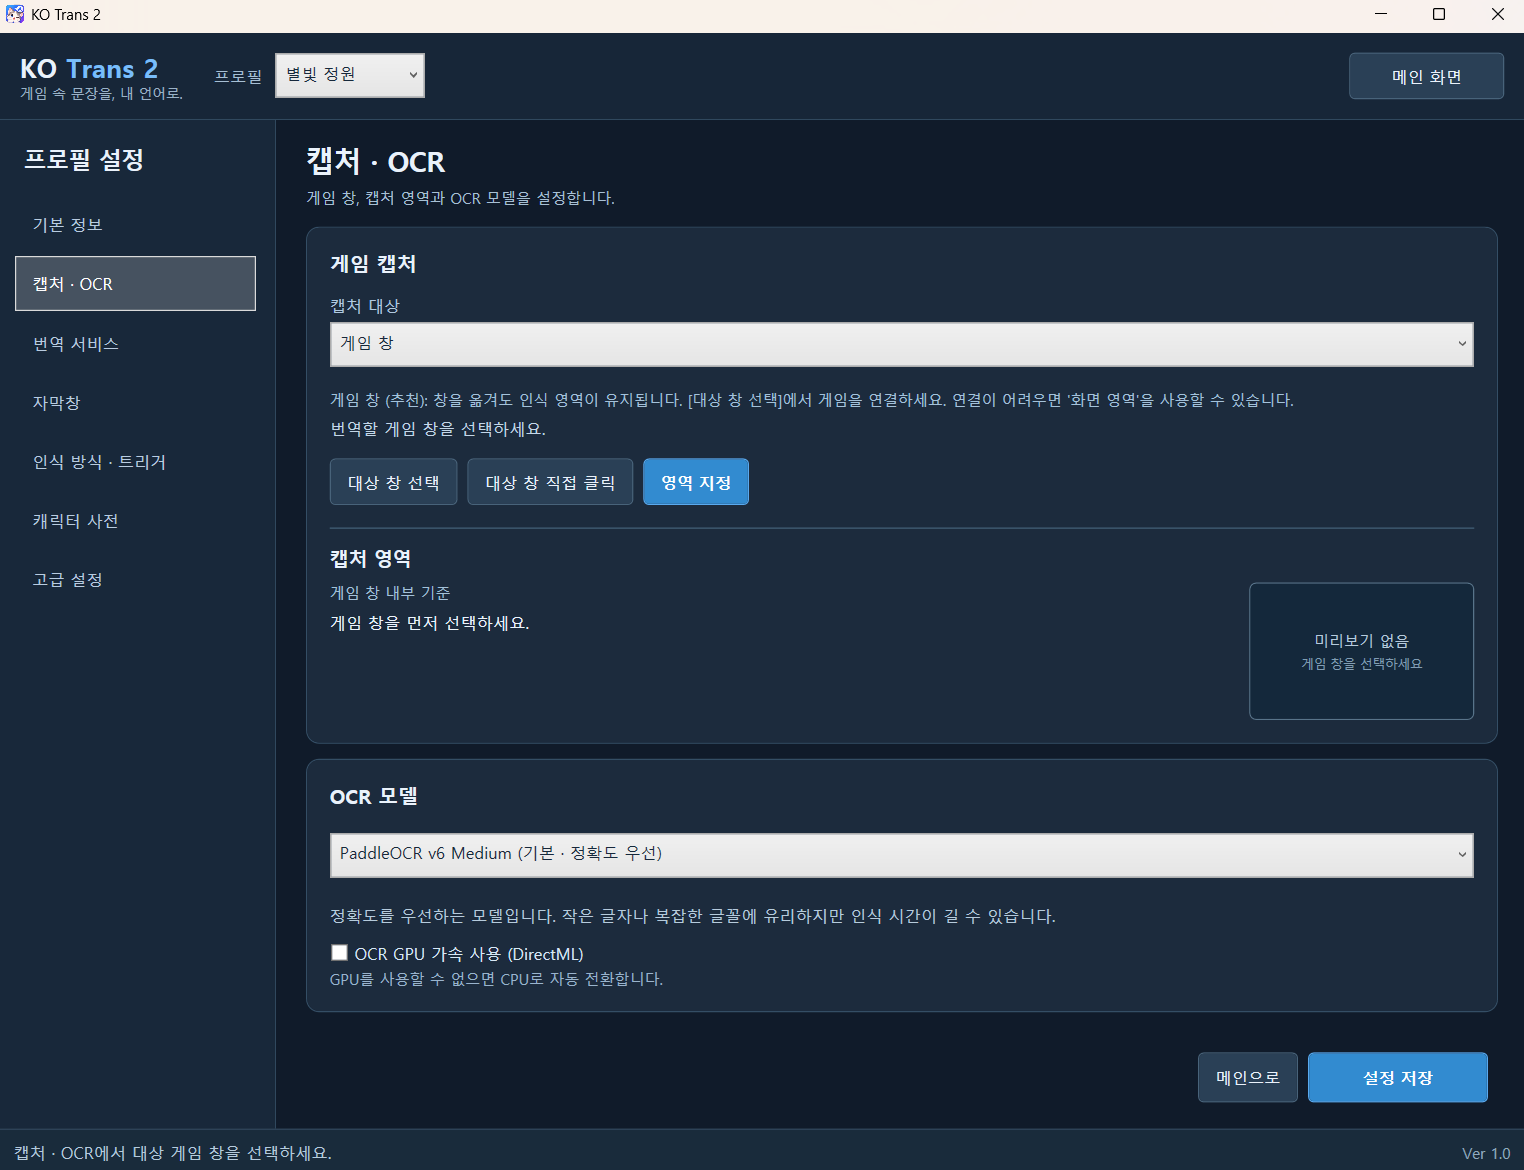 KO Trans 2
KO Trans 2
게임 속 문장을, 내 언어로.
프로필
별빛 정원
메인 화면
프로필 설정
기본 정보
캡처 · OCR
번역 서비스
자막창
인식 방식 · 트리거
캐릭터 사전
고급 설정
캡처 · OCR
게임 창, 캡처 영역과 OCR 모델을 설정합니다.
게임 캡처
캡처 대상
게임 창
게임 창 (추천): 창을 옮겨도 인식 영역이 유지됩니다. [대상 창 선택]에서 게임을 연결하세요. 연결이 어려우면 '화면 영역'을 사용할 수 있습니다.
번역할 게임 창을 선택하세요.
대상 창 선택
대상 창 직접 클릭
영역 지정
캡처 영역
게임 창 내부 기준
게임 창을 먼저 선택하세요.
미리보기 없음
게임 창을 선택하세요
OCR 모델
PaddleOCR v6 Medium (기본 · 정확도 우선)
정확도를 우선하는 모델입니다. 작은 글자나 복잡한 글꼴에 유리하지만 인식 시간이 길 수 있습니다.
OCR GPU 가속 사용 (DirectML)
GPU를 사용할 수 없으면 CPU로 자동 전환합니다.
메인으로
설정 저장
캡처 · OCR에서 대상 게임 창을 선택하세요.
Ver 1.0